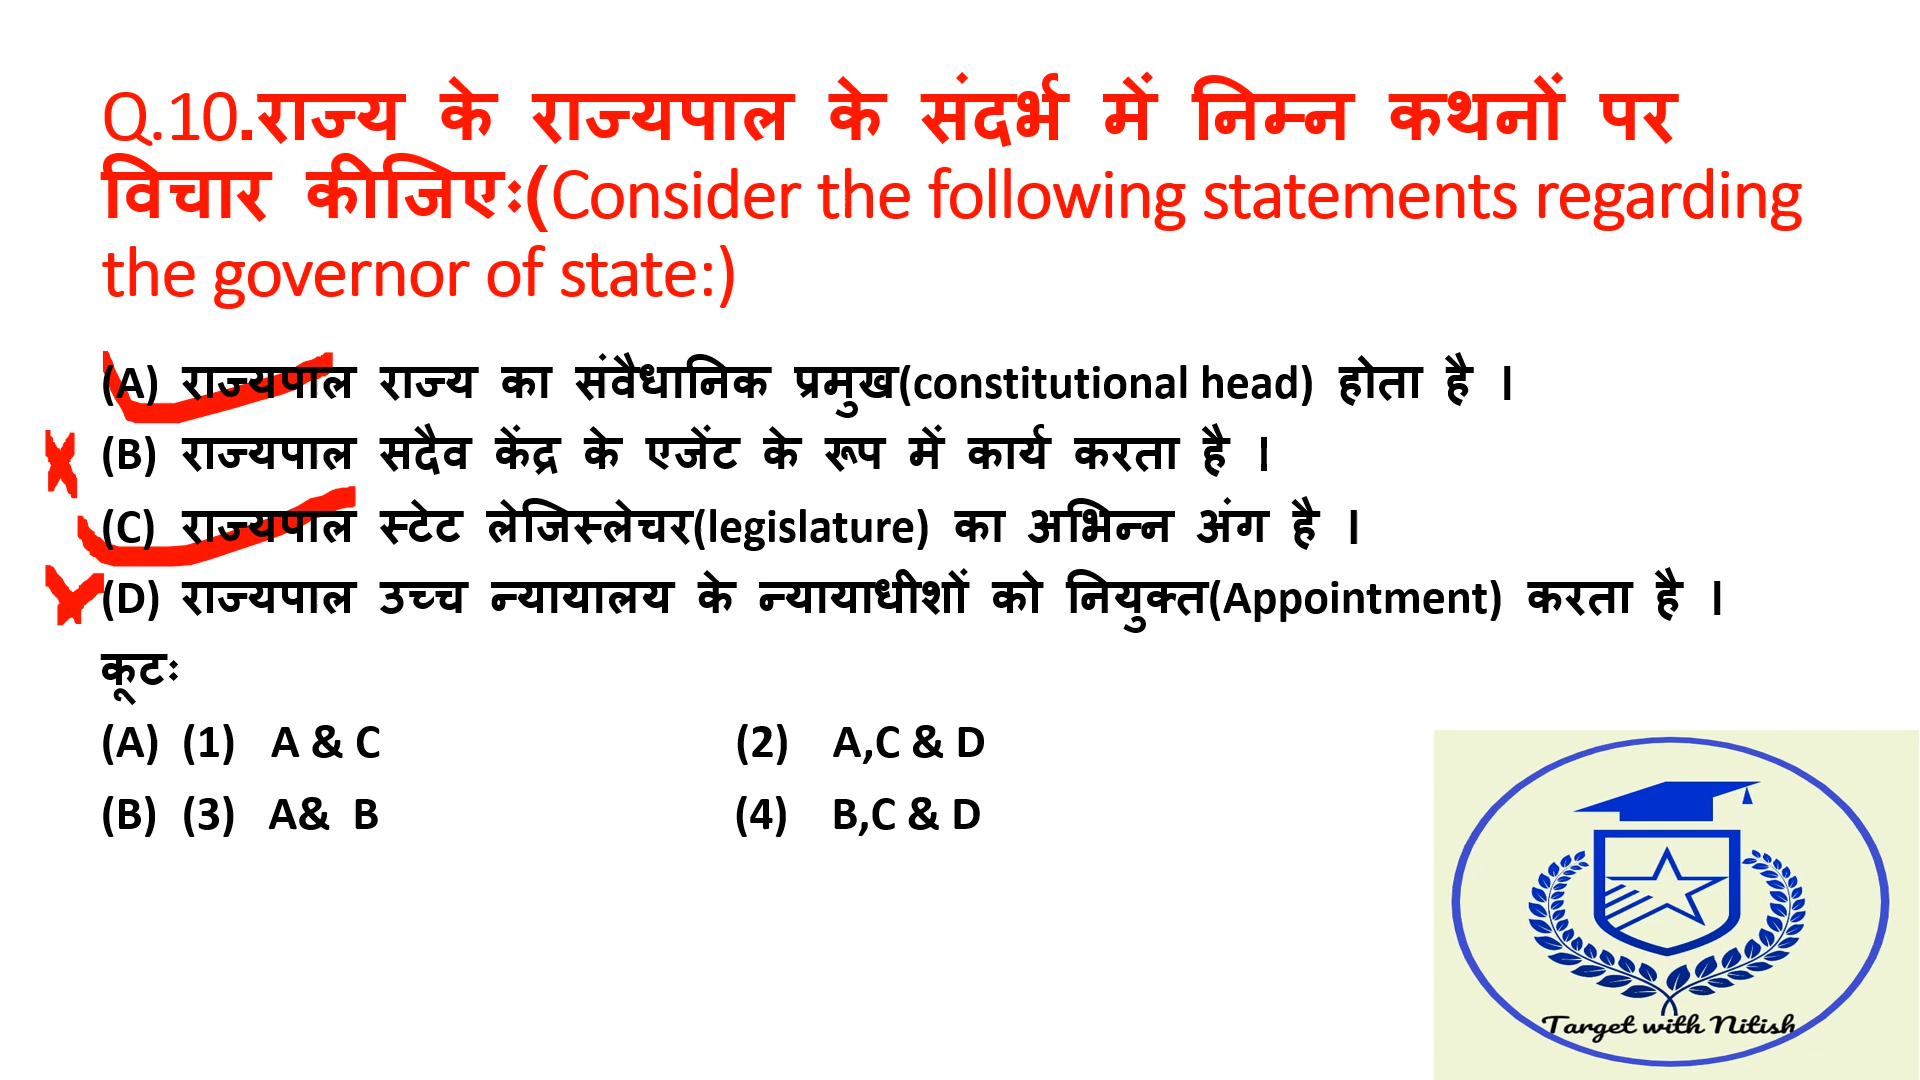 Q.10.राज्य के राज्यपाल के संदर्भ में निम्न कथनों पर
विचार कीजिएः(Consider the following statements regarding
the governor of state:)
(A) राज्यपाल राज्य का संवैधानिक प्रमुख(constitutional head) होता है ।
(B) राज्यपाल सदैव केंद्र के एजेंट के रूप में कार्य करता है ।
(C) राज्यपाल स्टेट लेजिस्लेचर(legislature) का अभिन्न अंग है ।
(D) राज्यपाल उच्च न्यायालय के न्यायाधीशों को नियुक्त(Appointment) करता है ।
कूटः
(A) (1) A & C (2) A,C & D
(B) (3) A& B (4) B,C & D
Target with Nitish